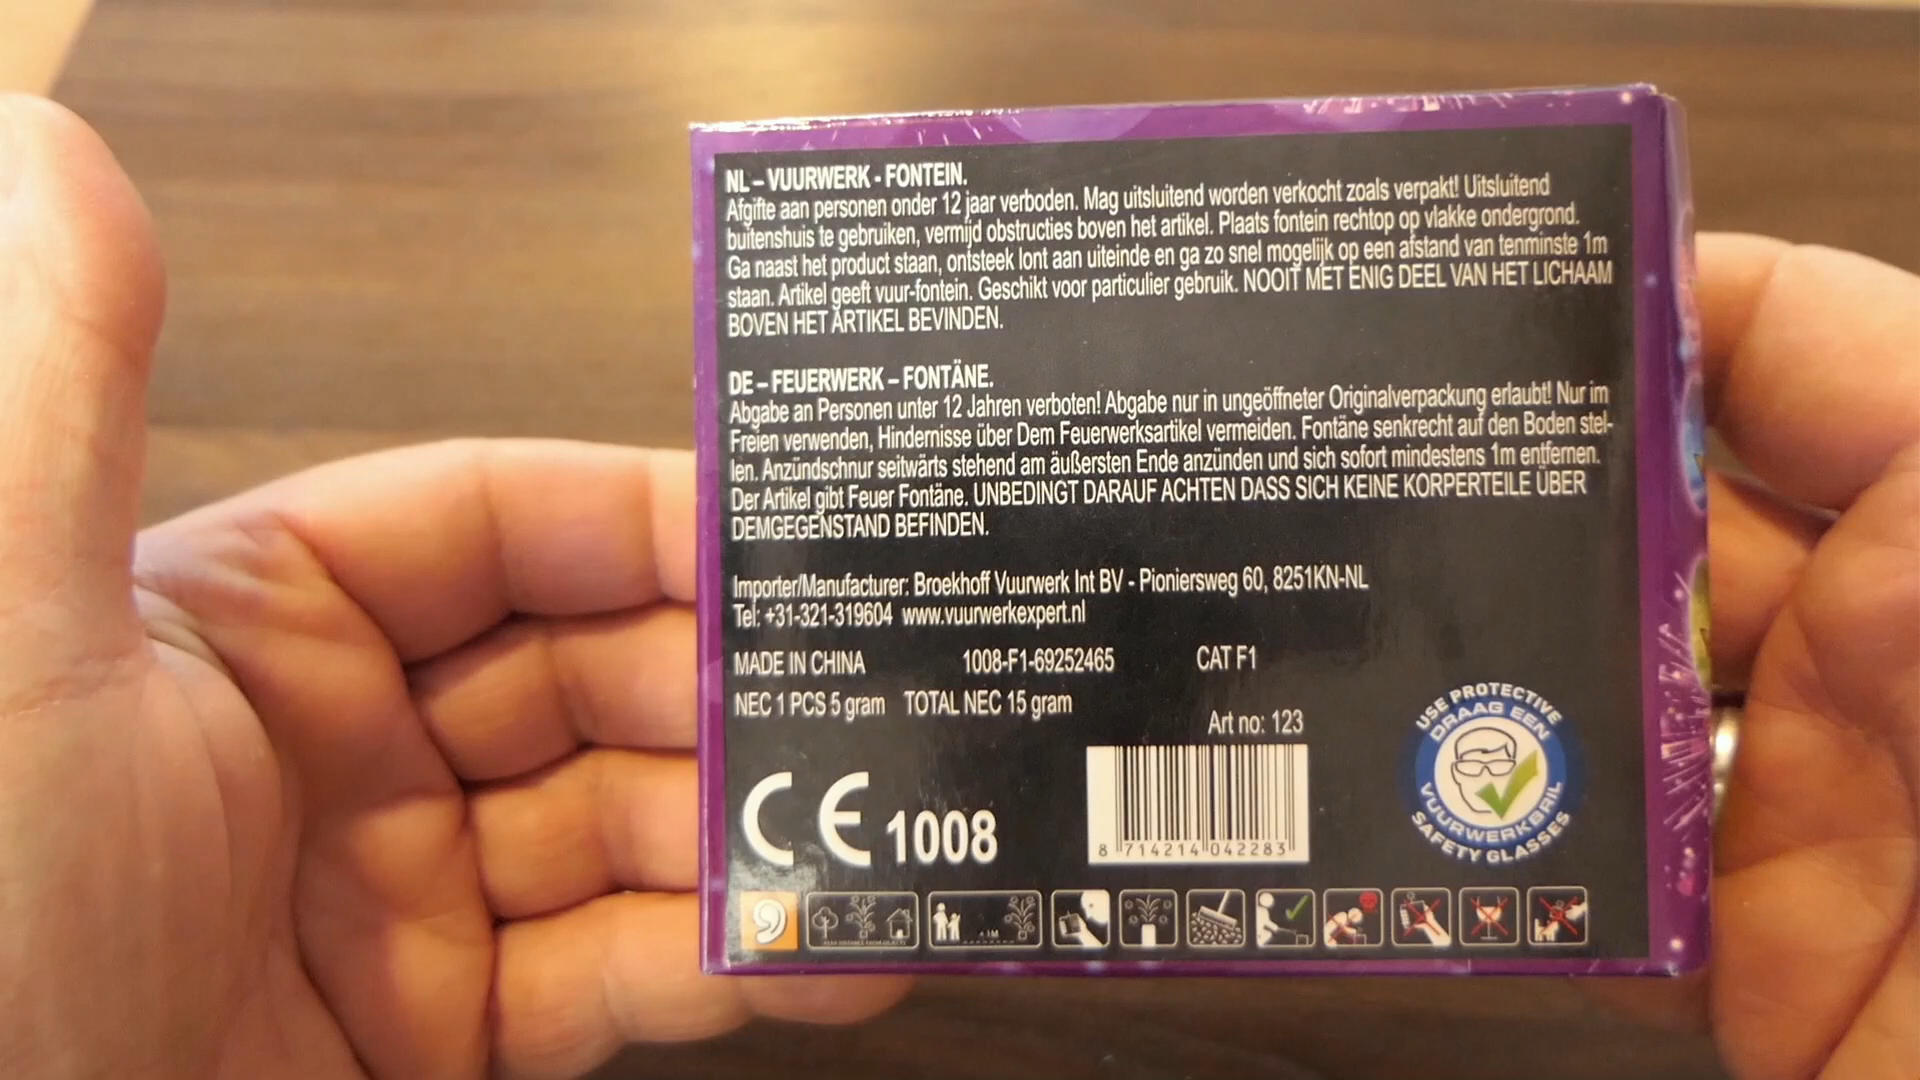 NL – VUURWERK - FONTEIN.
Afgifte aan personen onder 12 jaar verboden. Mag uitsluitend worden verkocht zoals verpakt! Uitsluitend
buitenshuis te gebruiken, vermijd obstructies boven het artikel. Plaats fontein rechtop op vlakke ondergrond.
Ga naast het product staan, ontsteek lont aan uiteinde en ga zo snel mogelijk op een afstand van tenminste 1m
staan. Artikel geeft vuur-fontein. Geschikt voor particulier gebruik. NOOIT MET ENIG DEEL VAN HET LICHAAM
BOVEN HET ARTIKEL BEVINDEN.
DE – FEUERWERK – FONTÄNE.
Abgabe an Personen unter 12 Jahren verboten! Abgabe nur in ungeöffneter Originalverpackung erlaubt! Nur im
Freien verwenden, Hindernisse über Dem Feuerwerksartikel vermeiden. Fontäne senkrecht auf den Boden stel-
len. Anzündschnur seitwärts stehend am äußersten Ende anzünden und sich sofort mindestens 1m entfernen.
Der Artikel gibt Feuer Fontäne. UNBEDINGT DARAUF ACHTEN DASS SICH KEINE KORPERTEILE ÜBER
DEMGEGENSTAND BEFINDEN.
Importer/Manufacturer: Broekhoff Vuurwerk Int BV - Pioniersweg 60, 8251KN-NL
Tel: +31-321-319604 www.vuurwerkexpert.nl
MADE IN CHINA 1008-F1-69252465 CAT F1
NEC 1 PCS 5 gram TOTAL NEC 15 gram
Art no: 123
USE PROTECTIVE
DRAAG EEN
VUURWERKBRIL
SAFETY GLASSES
CE 1008
8 714214 042283
1M